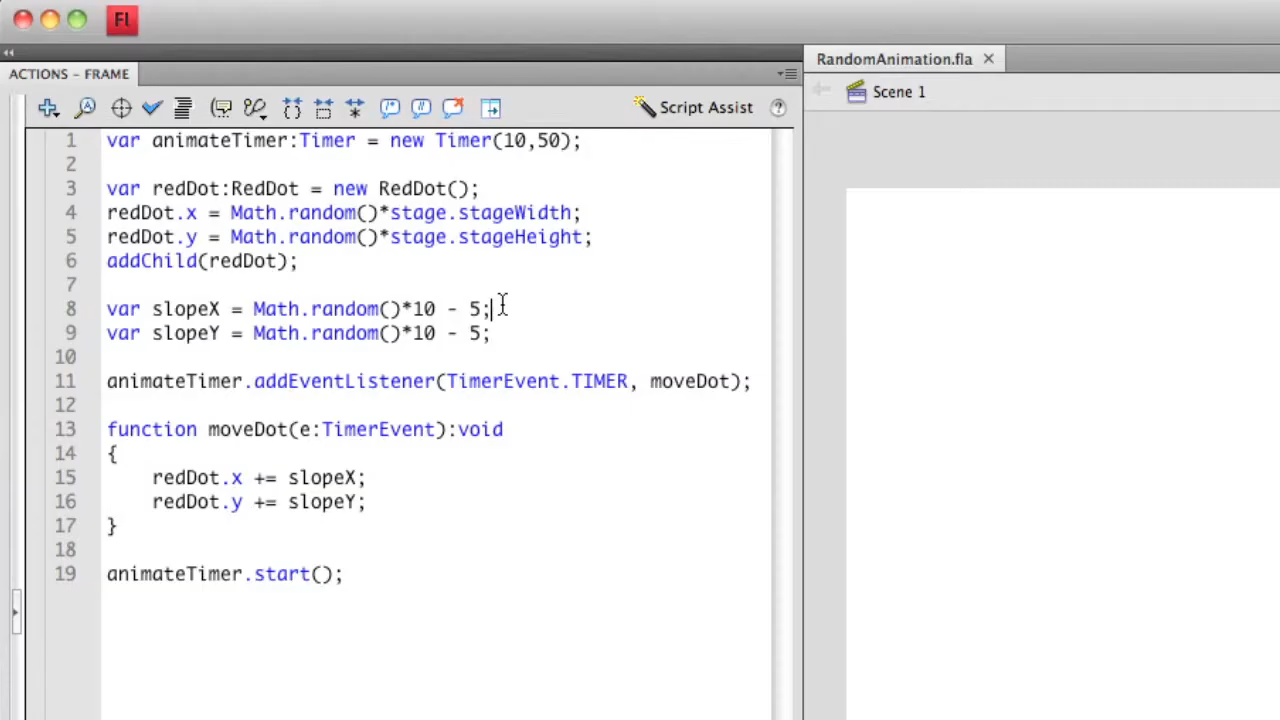 Fl
ACTIONS - FRAME
RandomAnimation.fla
Script Assist
Scene 1
1 var animateTimer:Timer = new Timer(10,50);
2
3 var redDot:RedDot = new RedDot();
4 redDot.x = Math.random()*stage.stageWidth;
5 redDot.y = Math.random()*stage.stageHeight;
6 addChild(redDot);
7
8 var slopeX = Math.random()*10 - 5;
9 var slopeY = Math.random()*10 - 5;
10
11 animateTimer.addEventListener(TimerEvent.TIMER, moveDot);
12
13 function moveDot(e:TimerEvent):void
14 {
15 redDot.x += slopeX;
16 redDot.y += slopeY;
17 }
18
19 animateTimer.start();